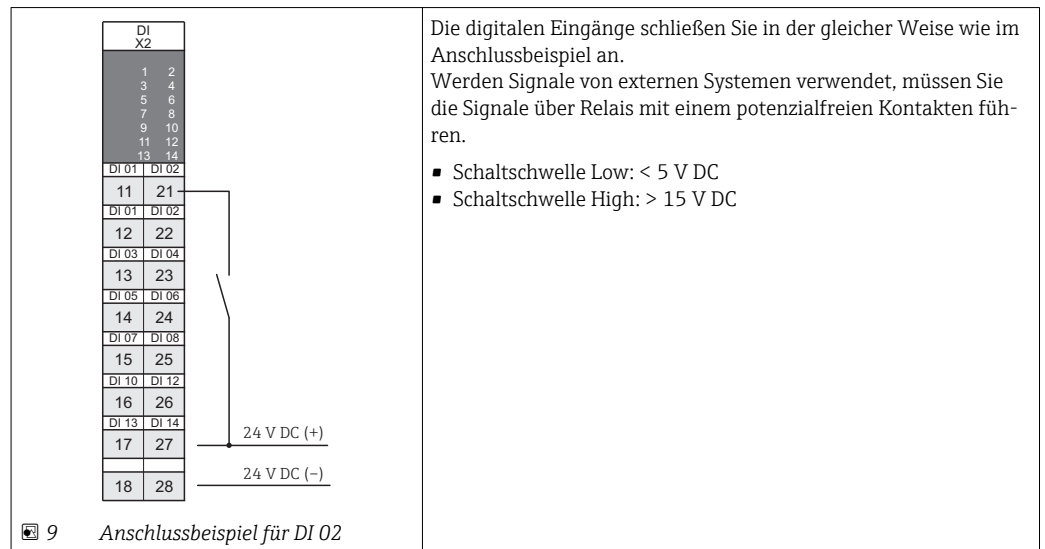 DI
X2
1 2
3 4
5 6
7 8
9 10
11 12
13 14
DI 01 DI 02
11 21
DI 01 DI 02
12 22
DI 03 DI 04
13 23
DI 05 DI 06
14 24
DI 07 DI 08
15 25
DI 10 DI 12
16 26
DI 13 DI 14
17 27
24 V DC (+)
18 28
24 V DC (−)
9 Anschlussbeispiel für DI 02
Die digitalen Eingänge schließen Sie in der gleicher Weise wie im
Anschlussbeispiel an.
Werden Signale von externen Systemen verwendet, müssen Sie
die Signale über Relais mit einem potenzialfreien Kontakten füh-
ren.
▪ Schaltschwelle Low: < 5 V DC
▪ Schaltschwelle High: > 15 V DC